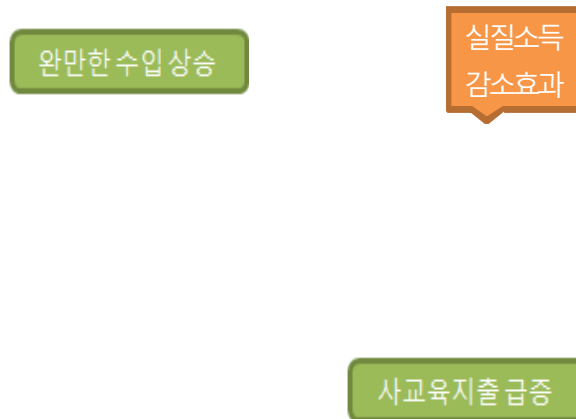 완만한 수입 상승
실질소득
감소효과
사교육지출 급증